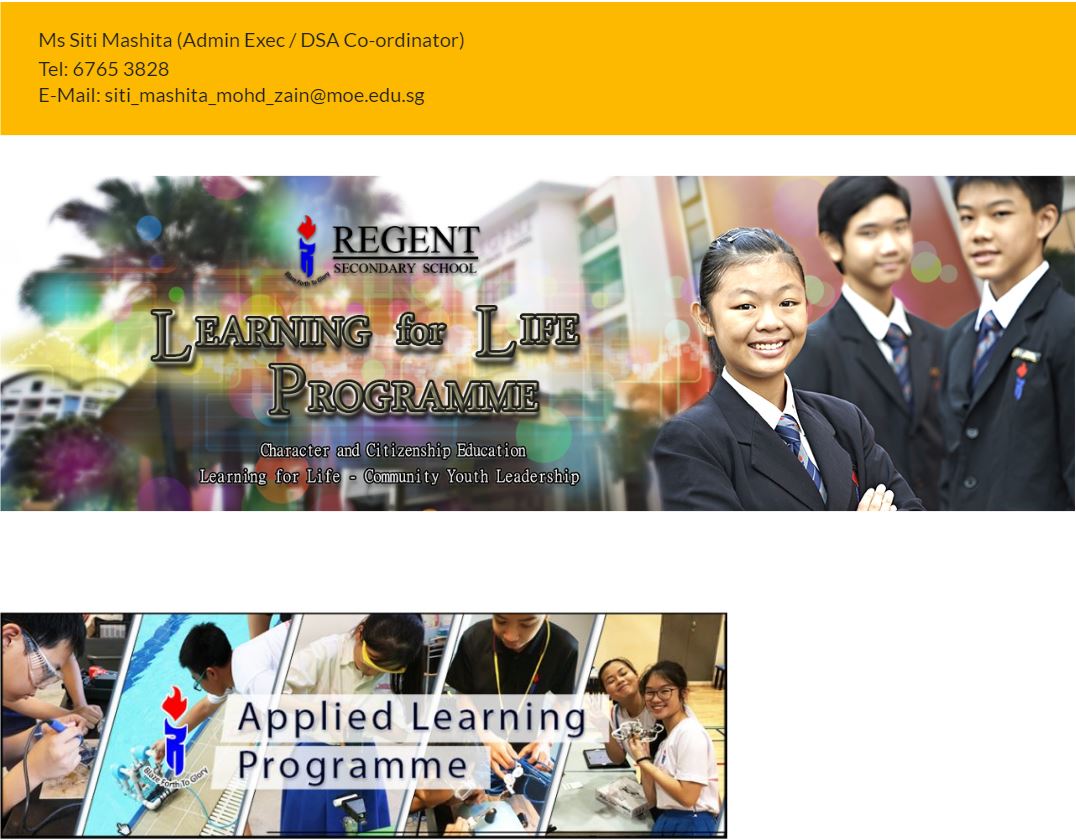 Ms Siti Mashita (Admin Exec / DSA Co-ordinator)
Tel: 6765 3828
E-Mail: siti_mashita_mohd_zain@moe.edu.sg
REGENT
SECONDARY SCHOOL
Blaze Forth To Glory
LEARNING for LIFE
PROGRAMME
Character and Citizenship Education
Learning for Life - Community Youth Leadership
Applied Learning
Programme
Blaze Forth To Glory